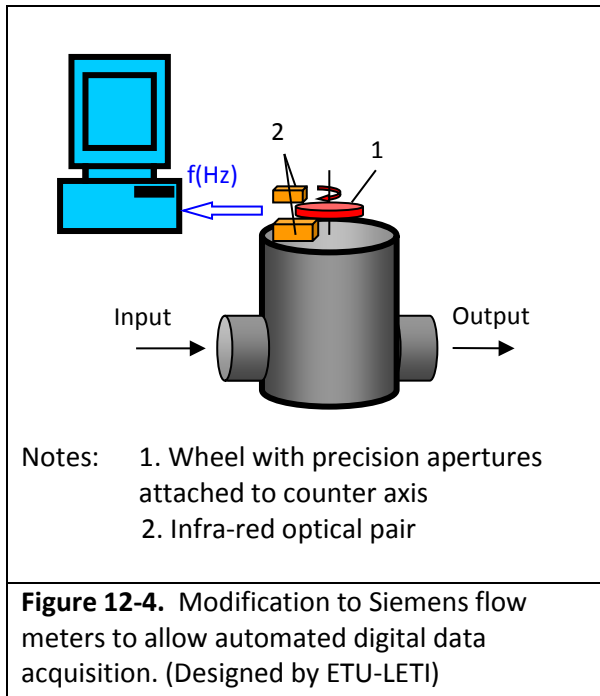 2
1
f(Hz)
Input
Output
Notes: 1. Wheel with precision apertures
attached to counter axis
2. Infra-red optical pair
Figure 12-4. Modification to Siemens flow
meters to allow automated digital data
acquisition. (Designed by ETU-LETI)